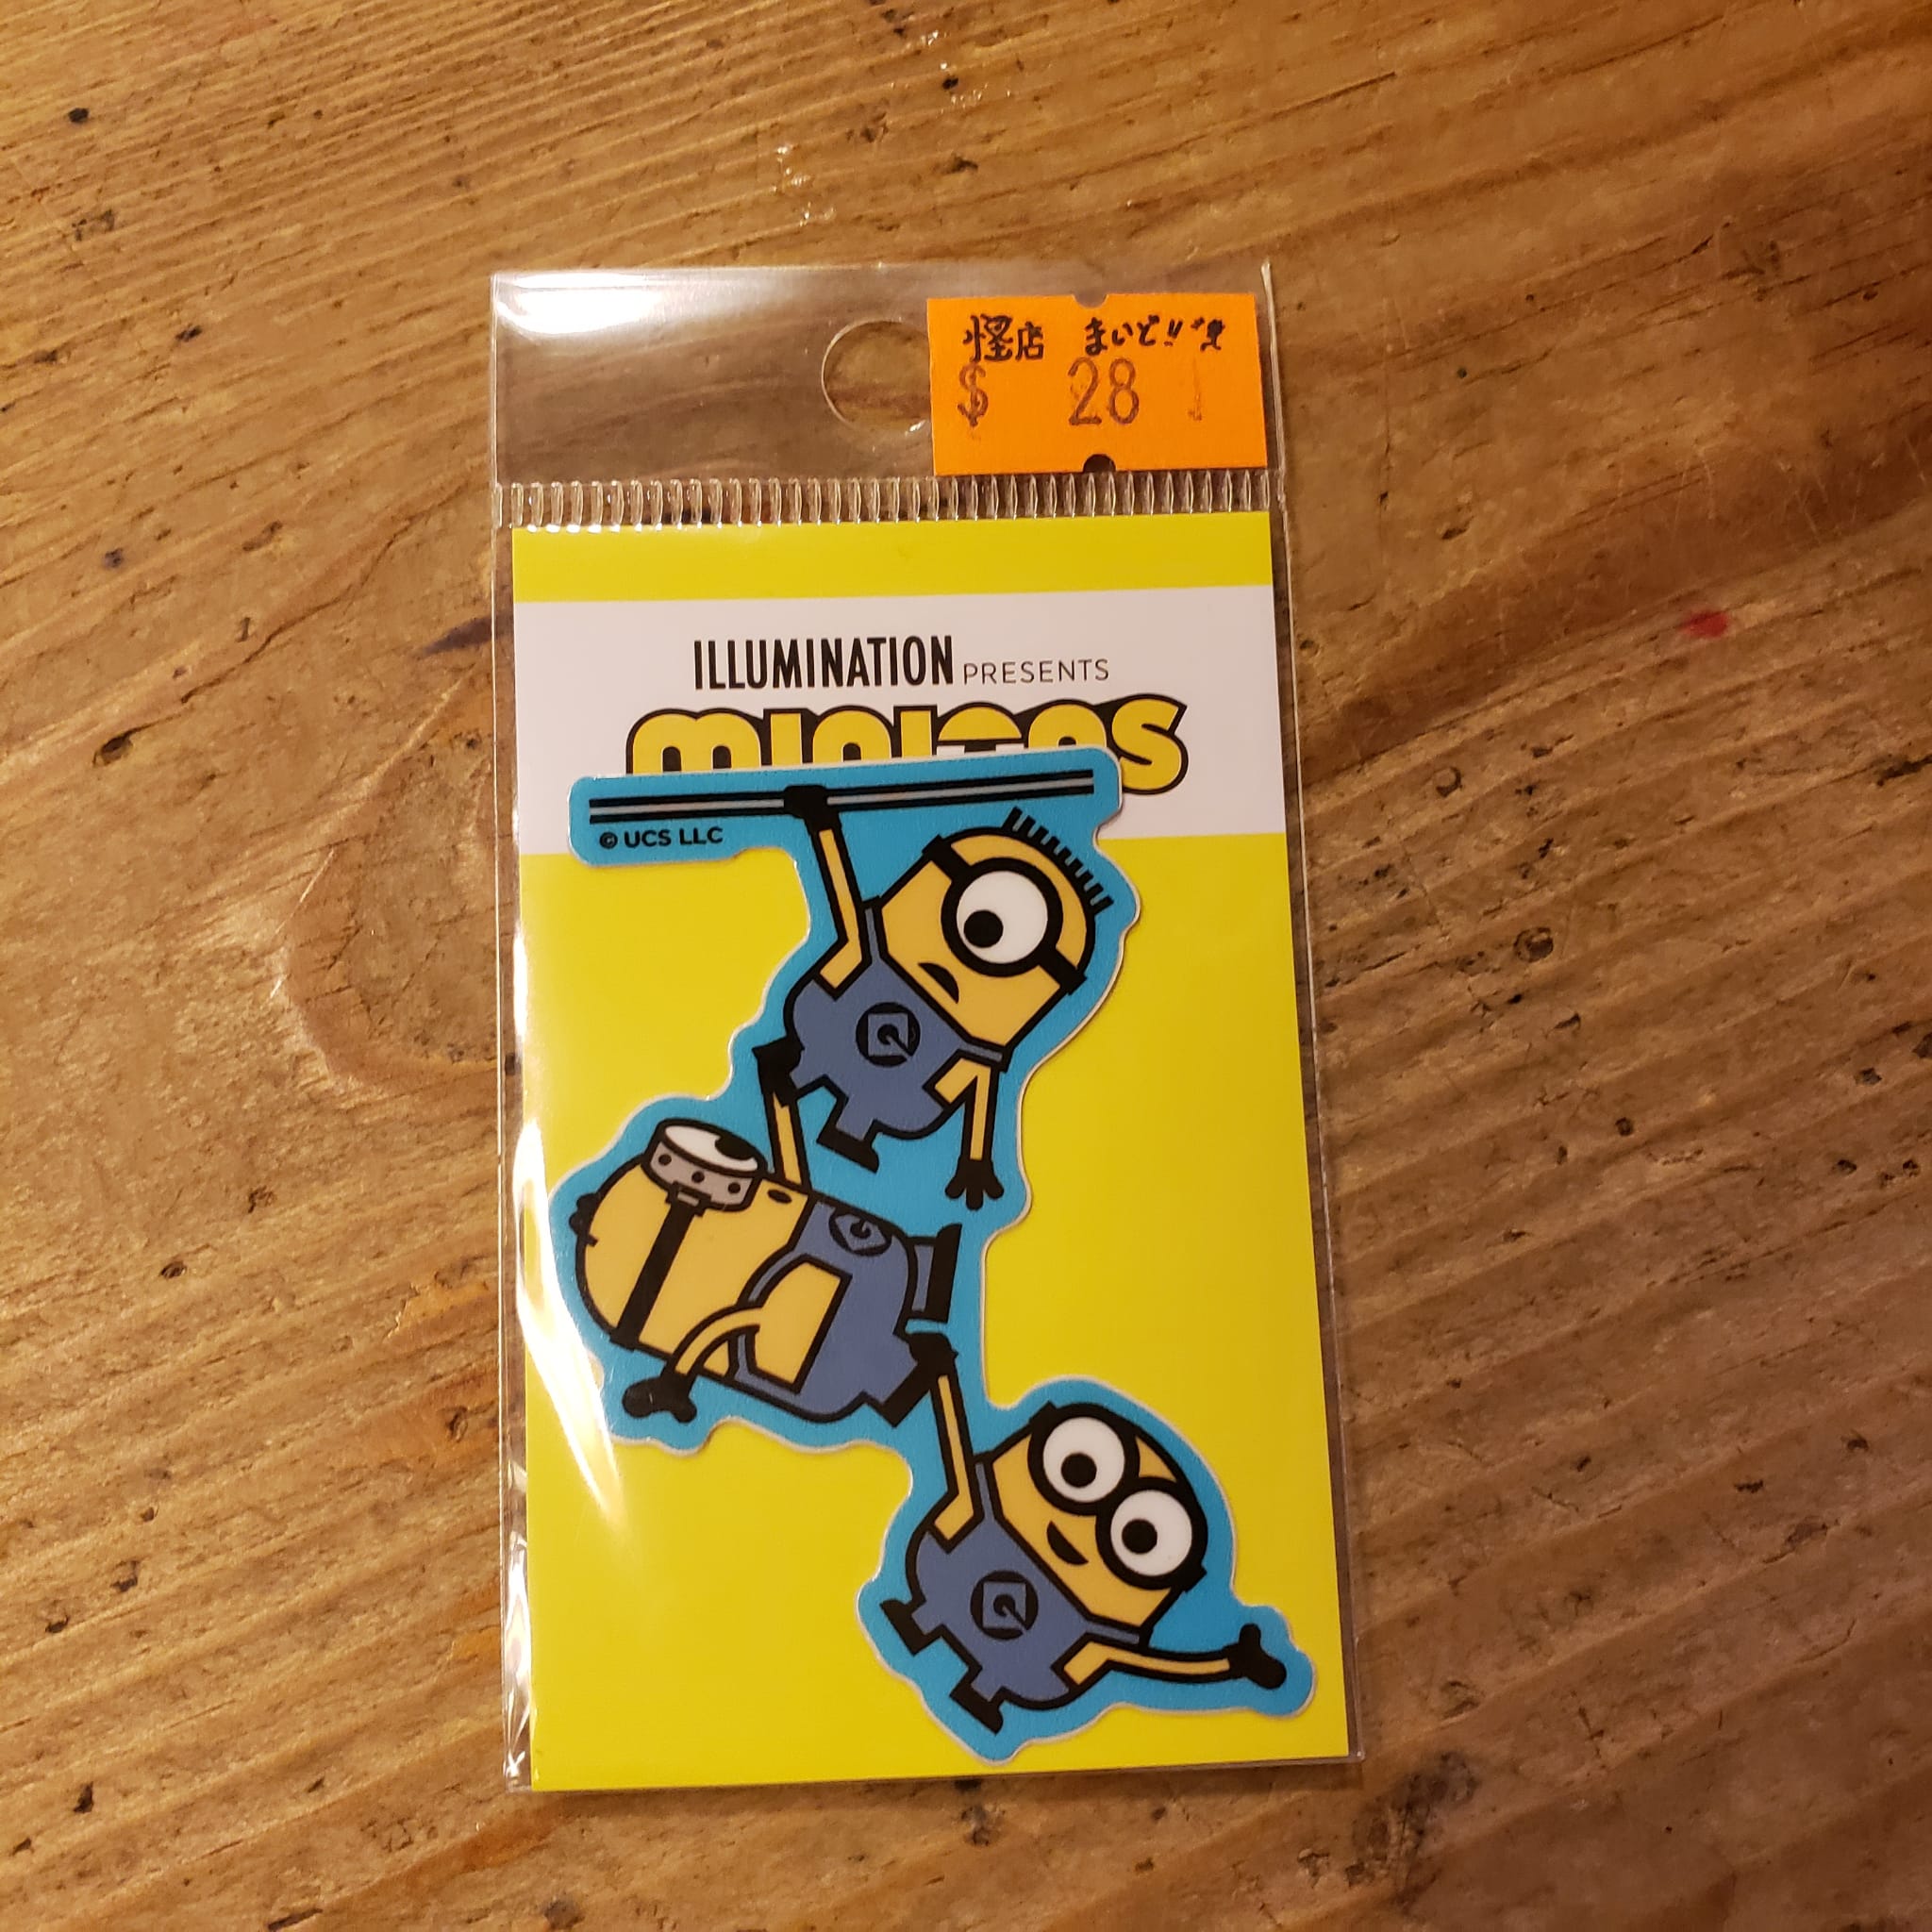 怪店 まいど!!
$ 28
ILLUMINATION PRESENTS
minions
© UCS LLC